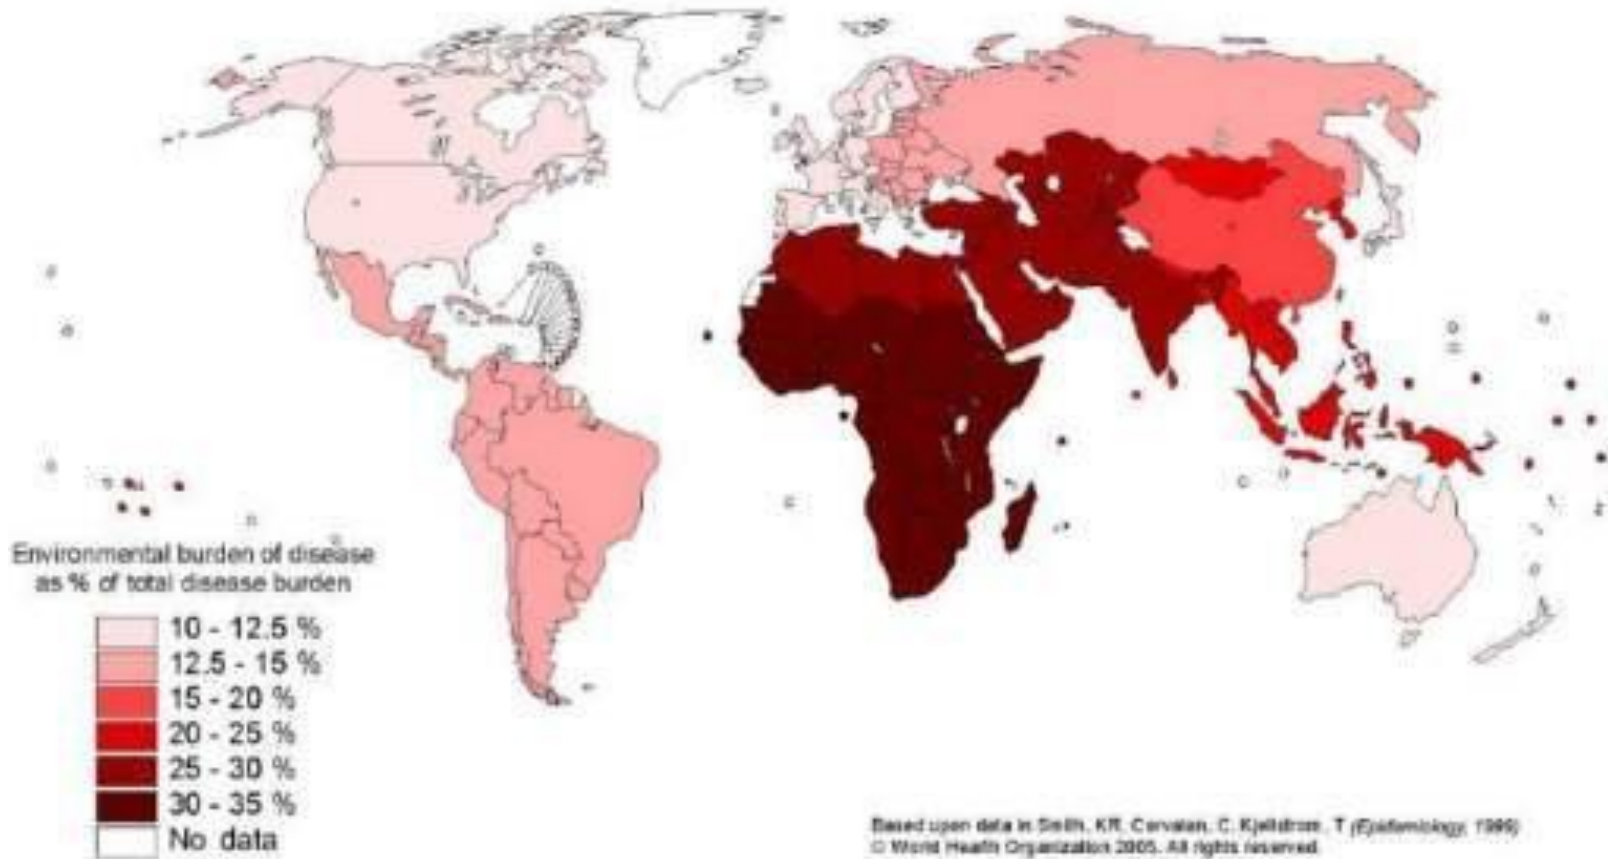 Environmental burden of disease
as % of total disease burden
10 - 12.5 %
12.5 - 15 %
15 - 20 %
20 - 25 %
25 - 30 %
30 - 35 %
No data
Based upon data in Smith, KR, Corvalan, C, Kjellstrom, T (Epidemiology, 1999)
© World Health Organization 2005. All rights reserved.